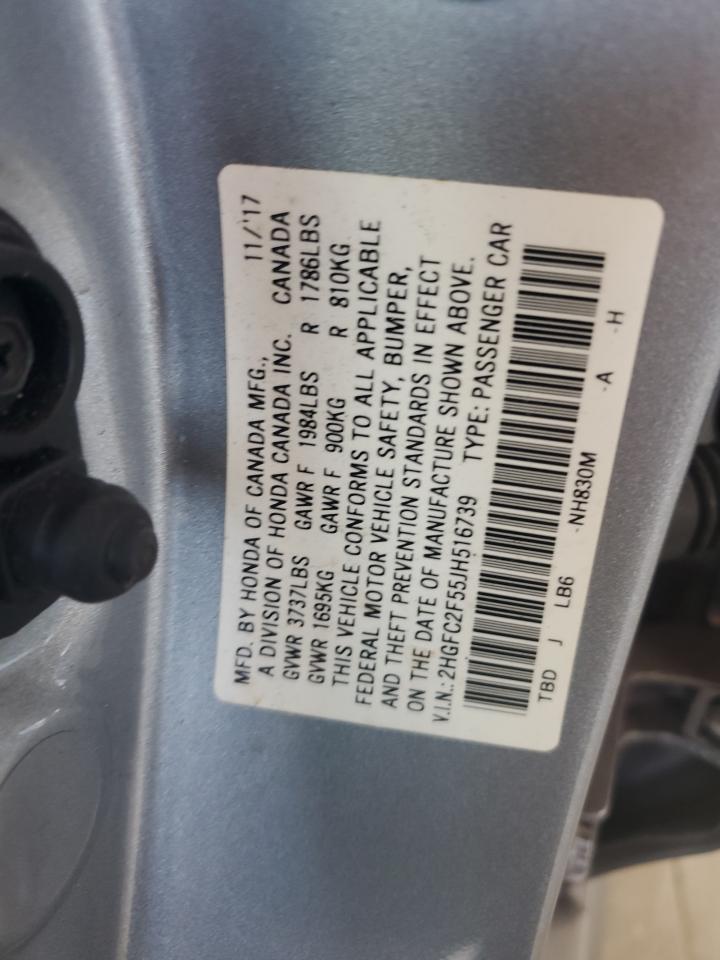 MFD. BY HONDA OF CANADA MFG., 11/'17
A DIVISION OF HONDA CANADA INC. CANADA
GVWR 3737LBS GAWR F 1984LBS R 1786LBS
GVWR 1695KG GAWR F 900KG R 810KG
THIS VEHICLE CONFORMS TO ALL APPLICABLE
FEDERAL MOTOR VEHICLE SAFETY, BUMPER,
AND THEFT PREVENTION STANDARDS IN EFFECT
ON THE DATE OF MANUFACTURE SHOWN ABOVE.
V.I.N.: 2HGFC2F55JH516739 TYPE: PASSENGER CAR
TBD J LB6 -NH830M -A -H